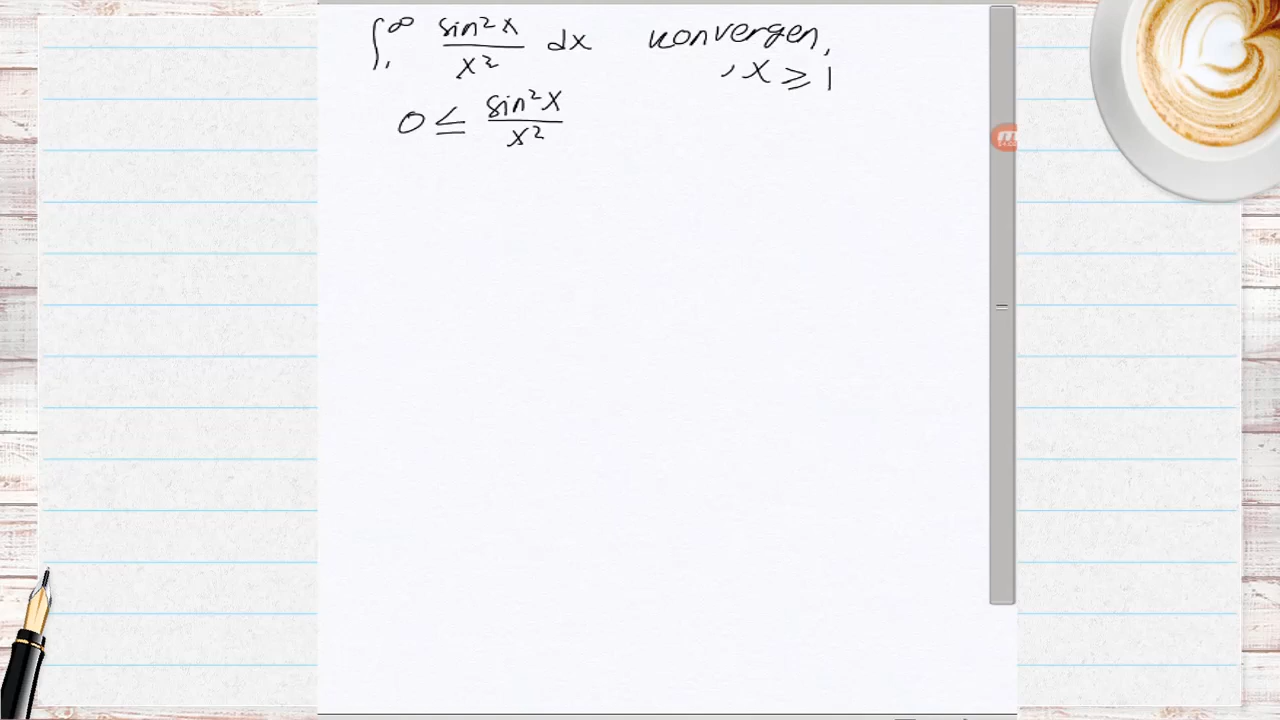 ∫₁^∞ sin²x/x² dx konvergen,
, x ≥ 1
0 ≤ sin²x/x²